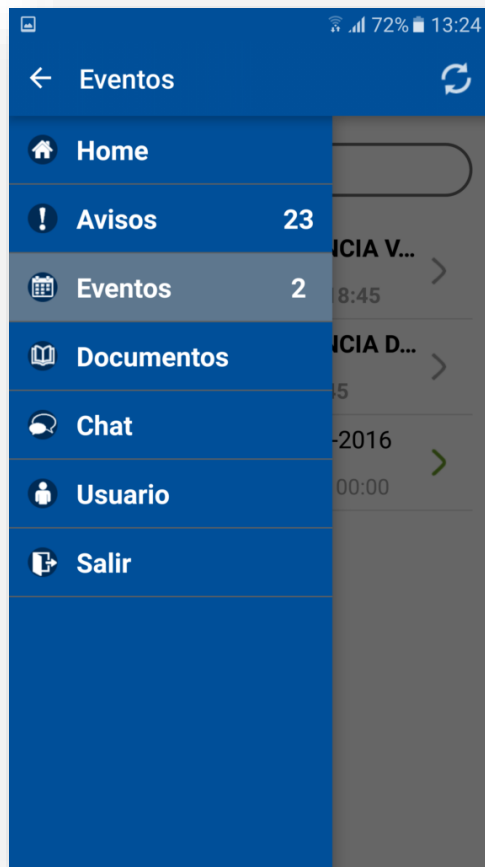 72% 13:24
Eventos
Home
Avisos 23
NCIA V...
Eventos 2
8:45
NCIA D...
Documentos
45
Chat
-2016
00:00
Usuario
Salir